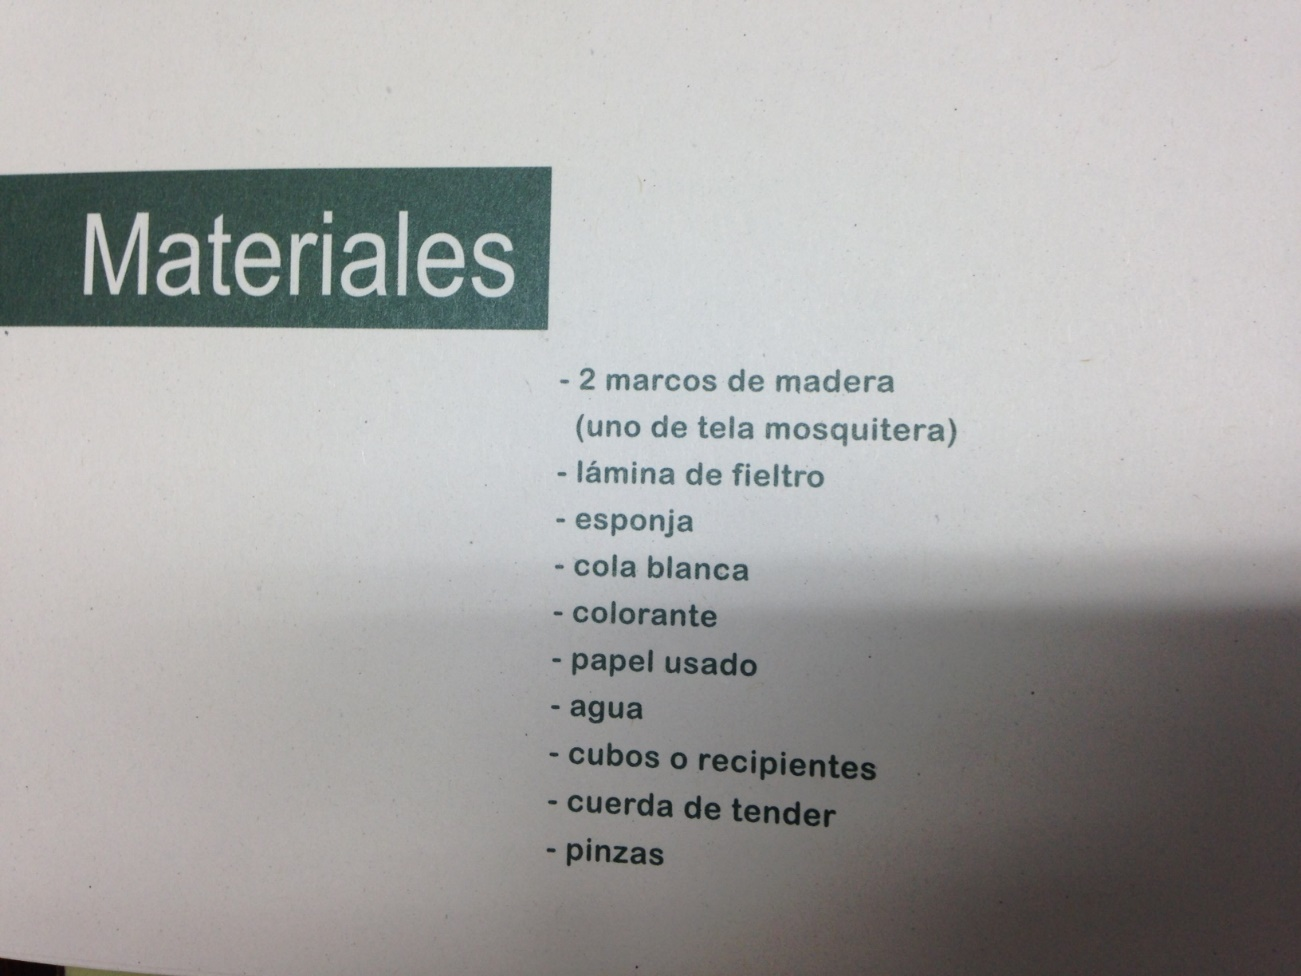 Materiales
- 2 marcos de madera
(uno de tela mosquitera)
- lámina de fieltro
- esponja
- cola blanca
- colorante
- papel usado
- agua
- cubos o recipientes
- cuerda de tender
- pinzas